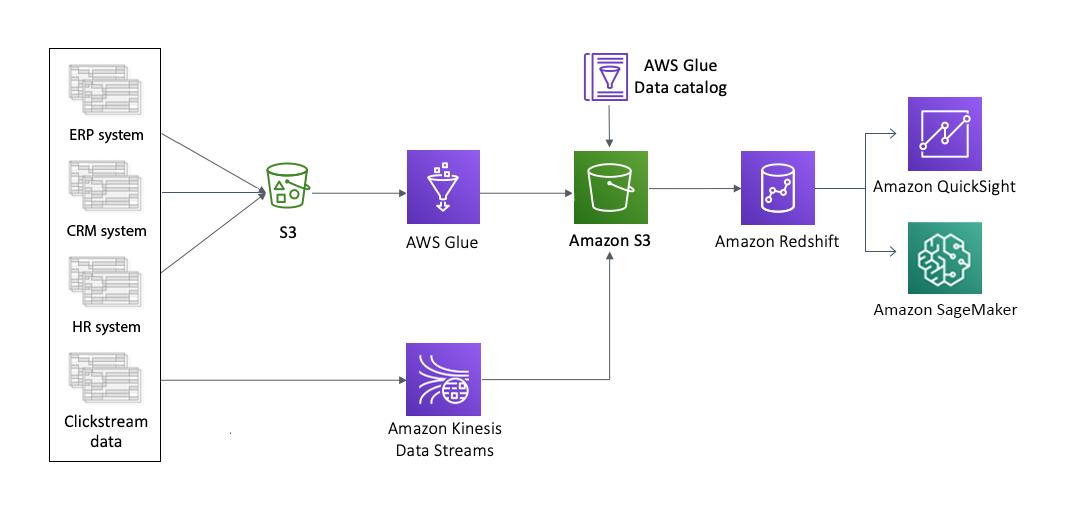 ERP system
CRM system
HR system
Clickstream
data
S3
AWS Glue
Amazon Kinesis
Data Streams
AWS Glue
Data catalog
Amazon S3
Amazon Redshift
Amazon QuickSight
Amazon SageMaker